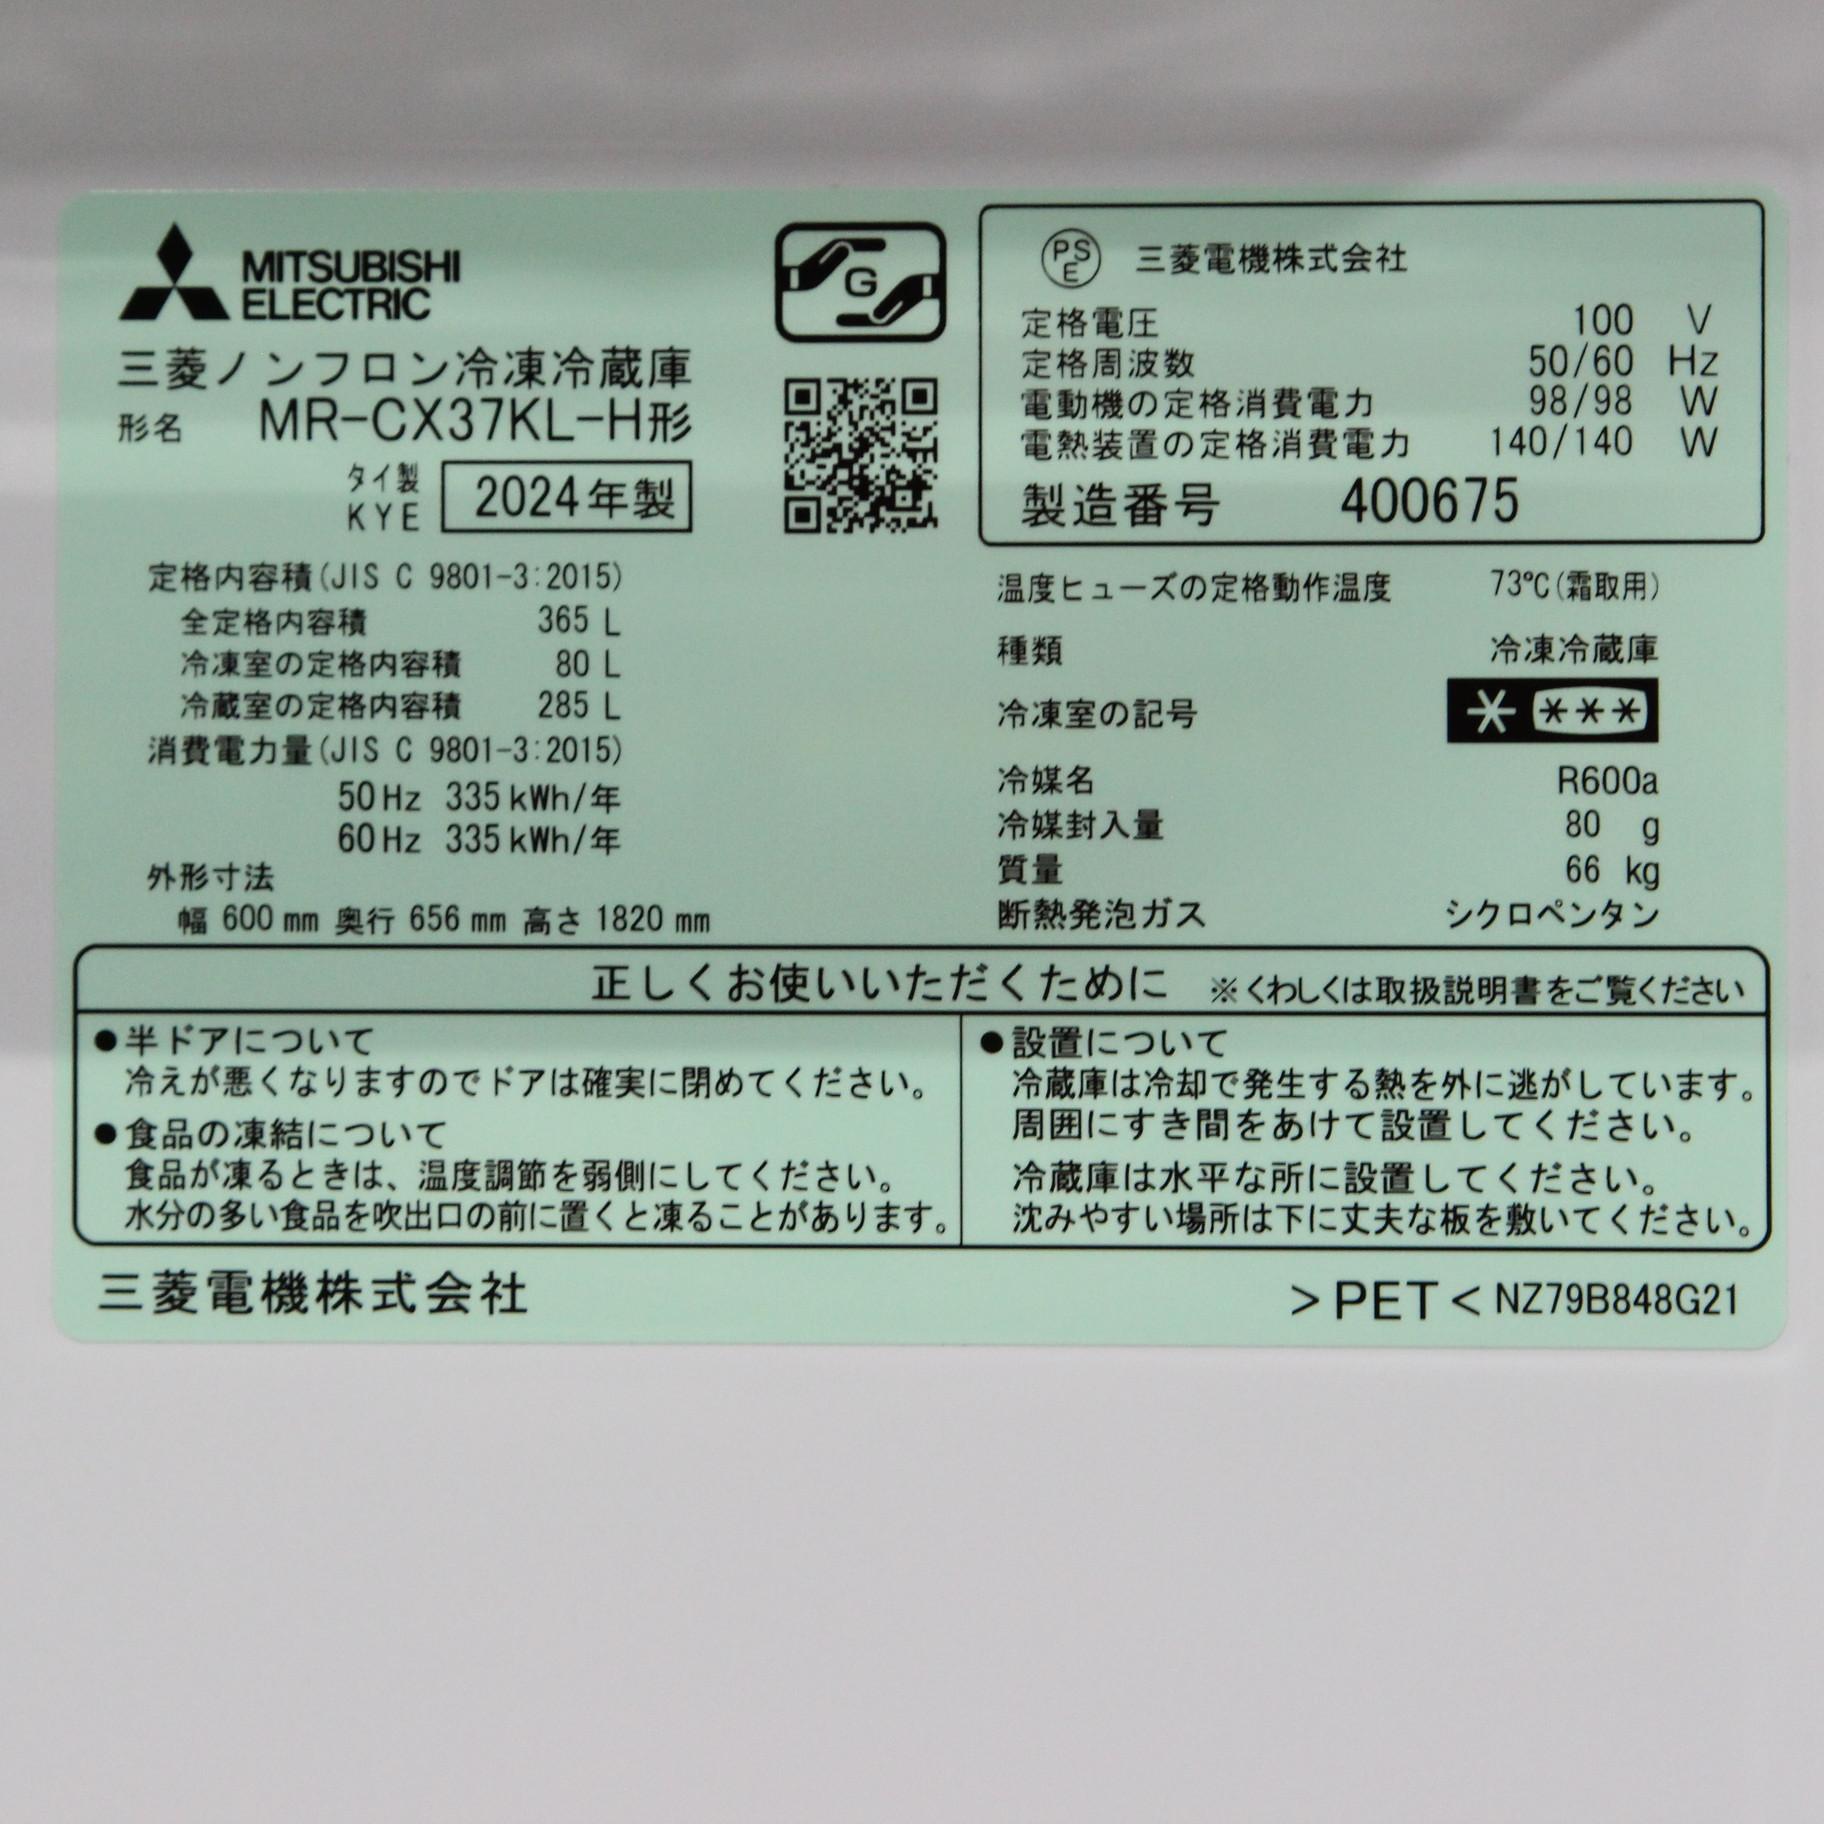 MITSUBISHI
ELECTRIC
三菱ノンフロン冷凍冷蔵庫
形名 MR-CX37KL-H形
タイ製
KYE
2024年製
G
定格内容積(JIS C 9801-3:2015)
全定格内容積 365 L
冷凍室の定格内容積 80 L
冷蔵室の定格内容積 285 L
消費電力量(JIS C 9801-3:2015)
50Hz 335kWh/年
60Hz 335kWh/年
外形寸法
幅 600 mm 奥行 656 mm 高さ 1820 mm
PSE 三菱電機株式会社
定格電圧 100 V
定格周波数 50/60 Hz
電動機の定格消費電力 98/98 W
電熱装置の定格消費電力 140/140 W
製造番号 400675
温度ヒューズの定格動作温度 73℃(霜取用)
種類 冷凍冷蔵庫
冷凍室の記号 * ***
冷媒名 R600a
冷媒封入量 80 g
質量 66 kg
断熱発泡ガス シクロペンタン
正しくお使いいただくために ※くわしくは取扱説明書をご覧ください
●半ドアについて
冷えが悪くなりますのでドアは確実に閉めてください。
●食品の凍結について
食品が凍るときは、温度調節を弱側にしてください。
水分の多い食品を吹出口の前に置くと凍ることがあります。
●設置について
冷蔵庫は冷却で発生する熱を外に逃がしています。
周囲にすき間をあけて設置してください。
冷蔵庫は水平な所に設置してください。
沈みやすい場所は下に丈夫な板を敷いてください。
三菱電機株式会社
>PET< NZ79B848G21